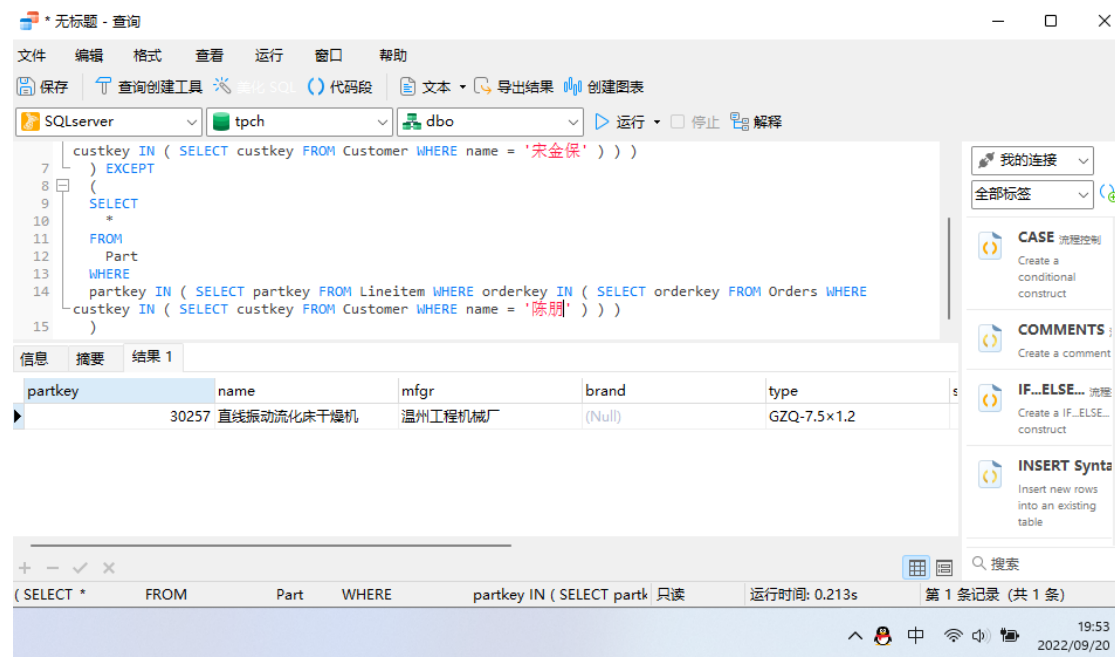 * 无标题 - 查询
文件 编辑 格式 查看 运行 窗口 帮助
保存 查询创建工具 美化 SQL () 代码段 文本 导出结果 创建图表
SQLserver tpch dbo 运行 停止 解释
custkey IN ( SELECT custkey FROM Customer WHERE name = '宋金保' ) ) )
7 ) EXCEPT
8 (
9 SELECT
10 *
11 FROM
12 Part
13 WHERE
14 partkey IN ( SELECT partkey FROM Lineitem WHERE orderkey IN ( SELECT orderkey FROM Orders WHERE
custkey IN ( SELECT custkey FROM Customer WHERE name = '陈朋' ) ) )
15 )
我的连接
全部标签
CASE 流程控制
Create a
conditional
construct
COMMENTS
Create a comment
IF...ELSE... 流程
Create a IF...ELSE...
construct
INSERT Synta
Insert new rows
into an existing
table
搜索
信息 摘要 结果 1
partkey name mfgr brand type s
30257 直线振动流化床干燥机 温州工程机械厂 (Null) GZQ-7.5×1.2
( SELECT * FROM Part WHERE partkey IN ( SELECT partk 只读 运行时间: 0.213s 第 1 条记录 (共 1 条)
中 19:53
2022/09/20